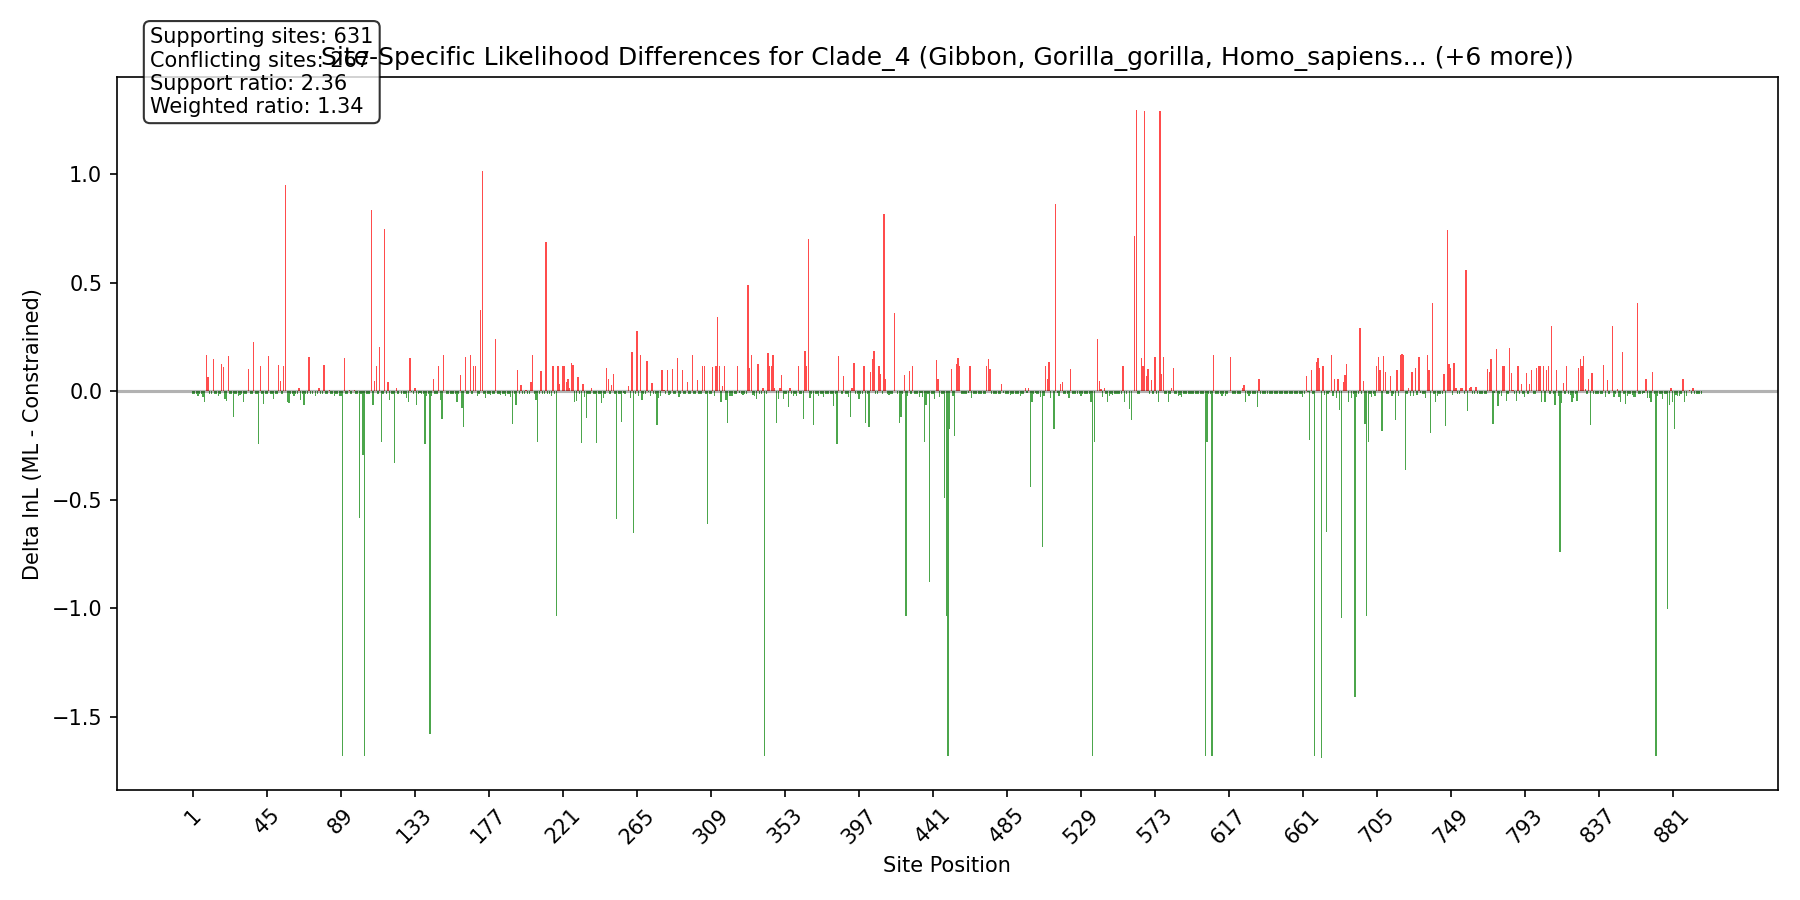 Supporting sites: 631
Conflicting sites: 267
Support ratio: 2.36
Weighted ratio: 1.34
Site-Specific Likelihood Differences for Clade_4 (Gibbon, Gorilla_gorilla, Homo_sapiens... (+6 more))
Delta lnL (ML - Constrained)
1.0
0.5
0.0
−0.5
−1.0
−1.5
1 45 89 133 177 221 265 309 353 397 441 485 529 573 617 661 705 749 793 837 881
Site Position